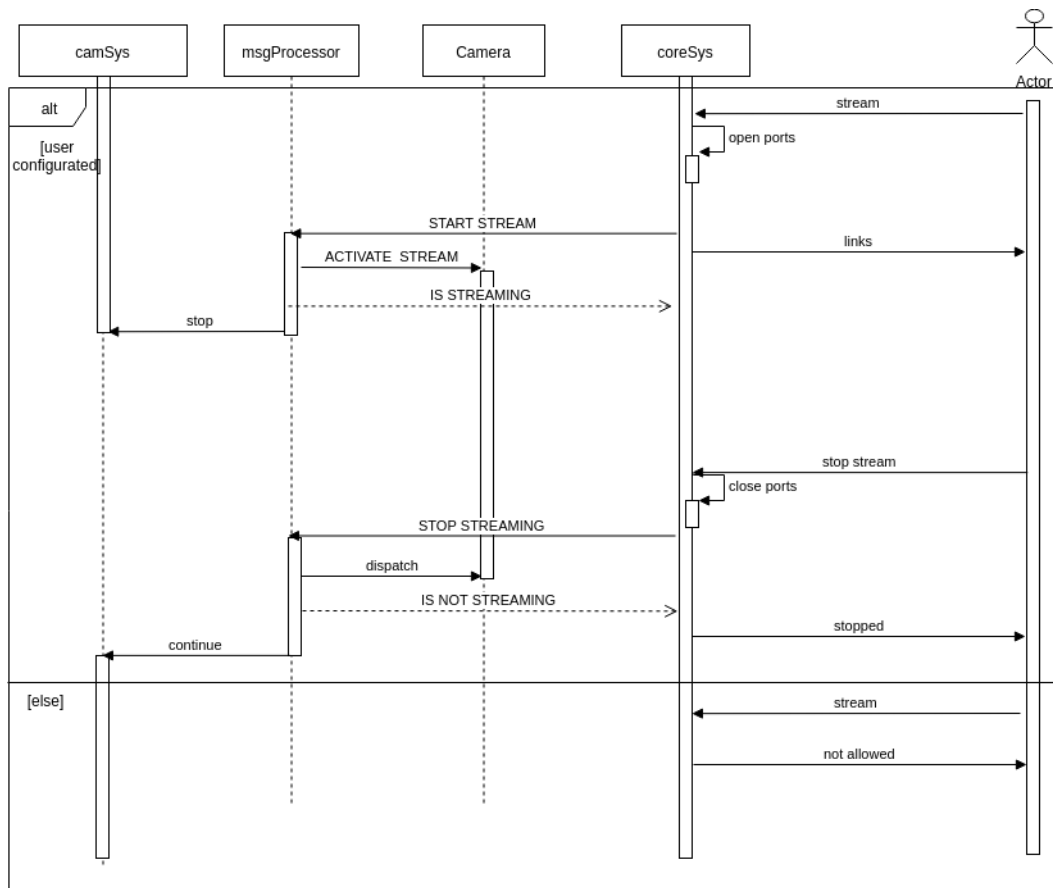 camSys
msgProcessor
Camera
coreSys
Actor
alt
[user
configurated]
stream
open ports
START STREAM
links
ACTIVATE  STREAM
IS STREAMING
stop
stop stream
close ports
STOP STREAMING
dispatch
IS NOT STREAMING
stopped
continue
[else]
stream
not allowed